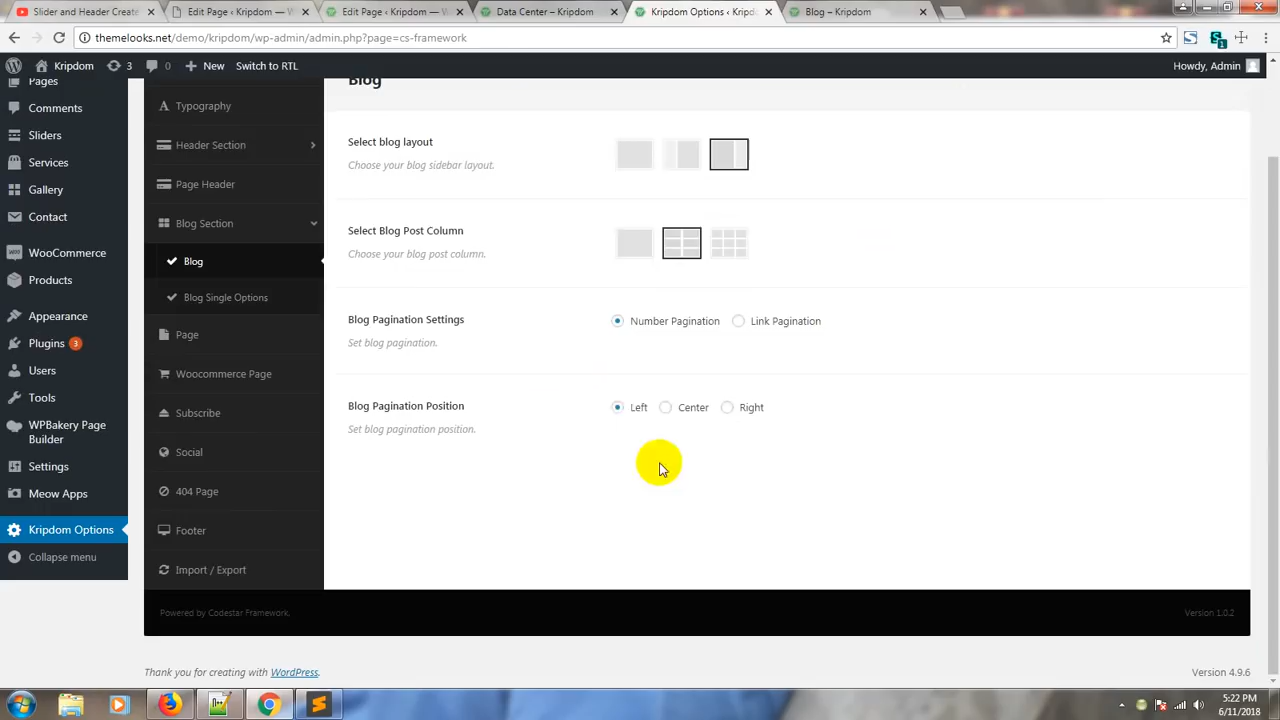 Slider and Header Creat
Edit Page ‹ Kripdom — W
Edit Page ‹ Kripdom — W
Data Center – Kripdom
Kripdom Options ‹ Kripd
Blog – Kripdom
themelooks.net/demo/kripdom/wp-admin/admin.php?page=cs-framework
Kripdom
3
New
Switch to RTL
Howdy, Admin
Pages
Comments
Sliders
Services
Gallery
Contact
WooCommerce
Products
Appearance
Plugins 3
Users
Tools
WPBakery Page
Builder
Settings
Meow Apps
Kripdom Options
Collapse menu
Typography
Header Section
Page Header
Blog Section
Blog
Blog Single Options
Page
Woocommerce Page
Subscribe
Social
404 Page
Footer
Import / Export
Blog
Select blog layout
Choose your blog sidebar layout.
Select Blog Post Column
Choose your blog post column.
Blog Pagination Settings
Set blog pagination.
Number Pagination
Link Pagination
Blog Pagination Position
Set blog pagination position.
Left
Center
Right
Powered by Codestar Framework.
Version 1.0.2
Thank you for creating with WordPress.
Version 4.9.6
5:22 PM
6/11/2018